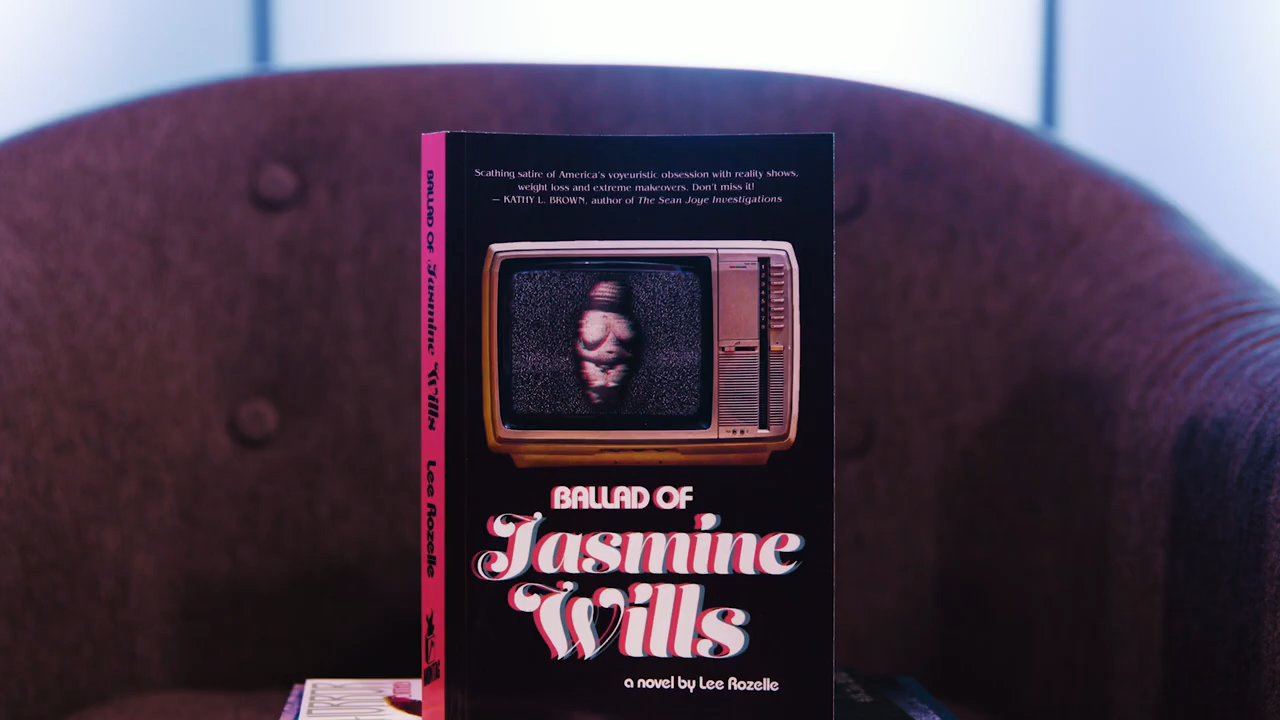 Scathing satire of America's voyeuristic obsession with reality shows,
weight loss and extreme makeovers. Don't miss it!
— KATHY L. BROWN, author of The Sean Joye Investigations
BALLAD OF
Jasmine
Wills
a novel by Lee Rozelle
BALLAD OF Jasmine Wills Lee Rozelle